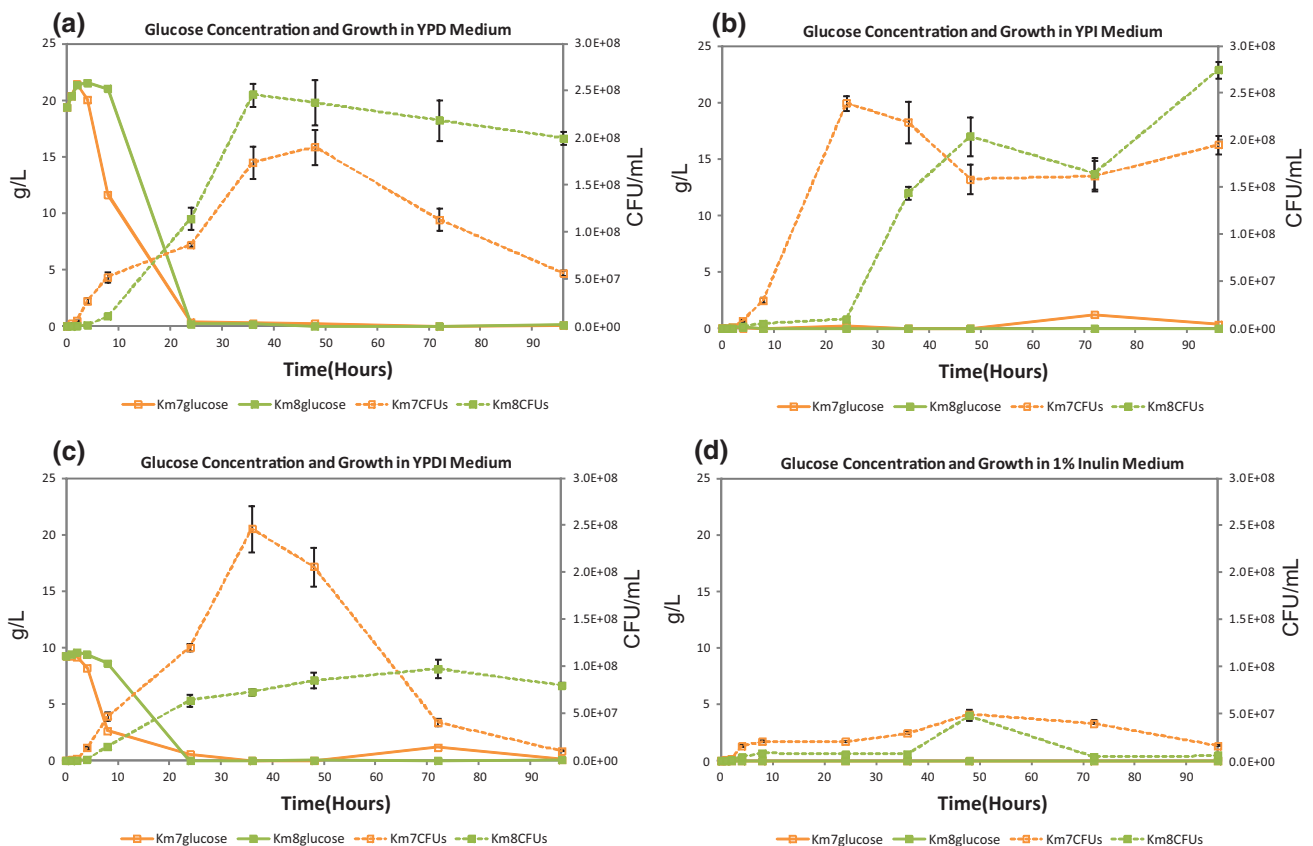 (a)
Glucose Concentration and Growth in YPD Medium
25
20
15
10
5
0
g/L
3.0E+08
2.5E+08
2.0E+08
1.5E+08
1.0E+08
5.0E+07
0.0E+00
CFU/mL
0 10 20 30 40 50 60 70 80 90
Time(Hours)
Km7glucose Km8glucose Km7CFUs Km8CFUs
(b)
Glucose Concentration and Growth in YPI Medium
25
20
15
10
5
0
g/L
3.0E+08
2.5E+08
2.0E+08
1.5E+08
1.0E+08
5.0E+07
0.0E+00
CFU/mL
0 10 20 30 40 50 60 70 80 90
Time(Hours)
Km7glucose Km8glucose Km7CFUs Km8CFUs
(c)
Glucose Concentration and Growth in YPDI Medium
25
20
15
10
5
0
g/L
3.0E+08
2.5E+08
2.0E+08
1.5E+08
1.0E+08
5.0E+07
0.0E+00
CFU/mL
0 10 20 30 40 50 60 70 80 90
Time(Hours)
Km7glucose Km8glucose Km7CFUs Km8CFUs
(d)
Glucose Concentration and Growth in 1% Inulin Medium
25
20
15
10
5
0
g/L
3.0E+08
2.5E+08
2.0E+08
1.5E+08
1.0E+08
5.0E+07
0.0E+00
CFU/mL
0 10 20 30 40 50 60 70 80 90
Time(Hours)
Km7glucose Km8glucose Km7CFUs Km8CFUs